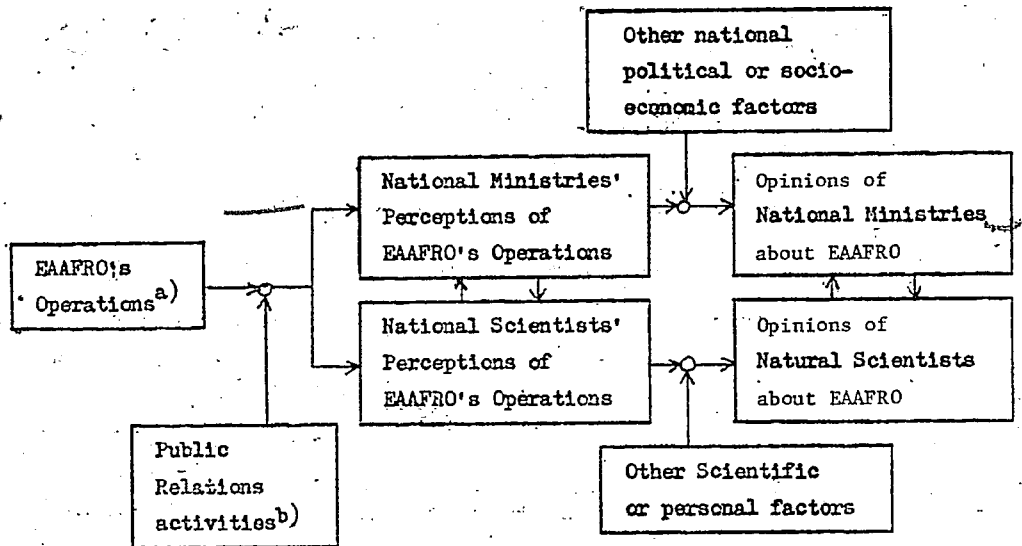 Other national
political or socio-
economic factors
National Ministries'
Perceptions of
EAAFRO's Operations
Opinions of
National Ministries
about EAAFRO
EAAFRO's
Operations a)
National Scientists'
Perceptions of
EAAFRO's Operations
Opinions of
Natural Scientists
about EAAFRO
Public
Relations
activities b)
Other Scientific
or personal factors